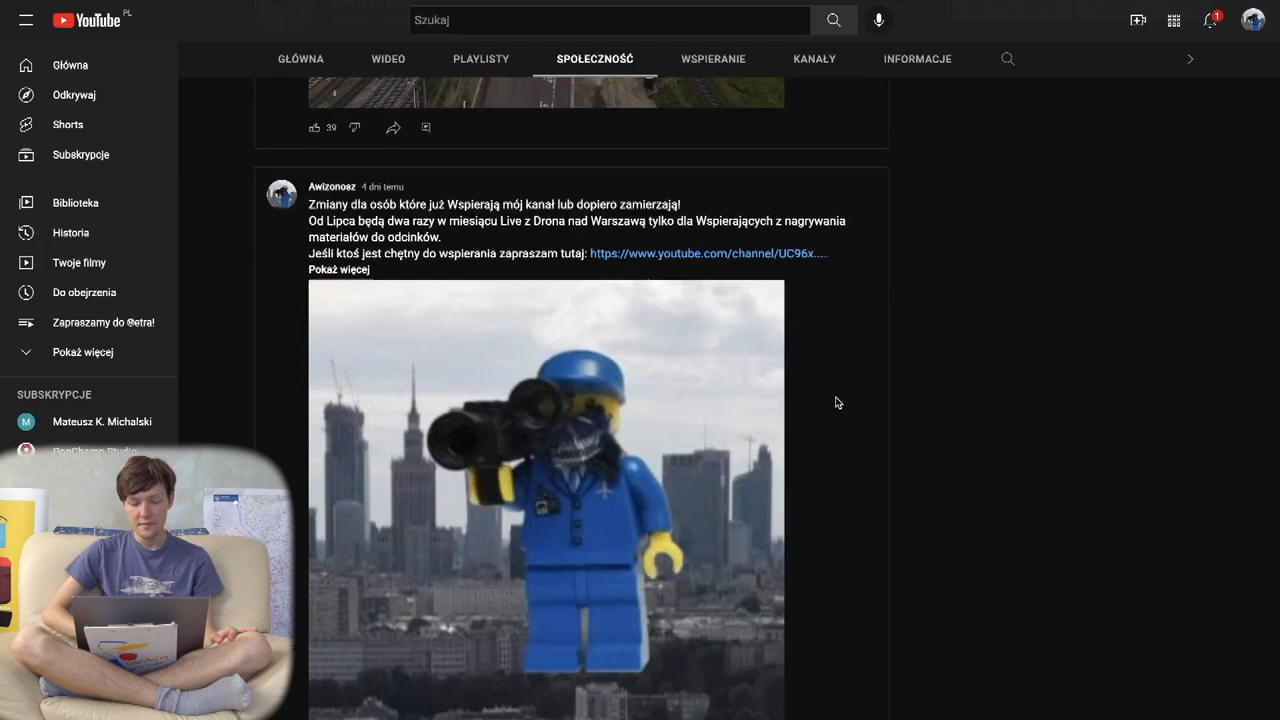 YouTube PL
Szukaj
1
GŁÓWNA
WIDEO
PLAYLISTY
SPOŁECZNOŚĆ
WSPIERANIE
KANAŁY
INFORMACJE
Główna
Odkrywaj
Shorts
Subskrypcje
Biblioteka
Historia
Twoje filmy
Do obejrzenia
Zapraszamy do Metra!
Pokaż więcej
SUBSKRYPCJE
M Mateusz K. Michalski
39
Awizonosz 4 dni temu
Zmiany dla osób które już Wspierają mój kanał lub dopiero zamierzają!
Od Lipca będą dwa razy w miesiącu Live z Drona nad Warszawą tylko dla Wspierających z nagrywania
materiałów do odcinków.
Jeśli ktoś jest chętny do wspierania zapraszam tutaj: https://www.youtube.com/channel/UC96x....
Pokaż więcej